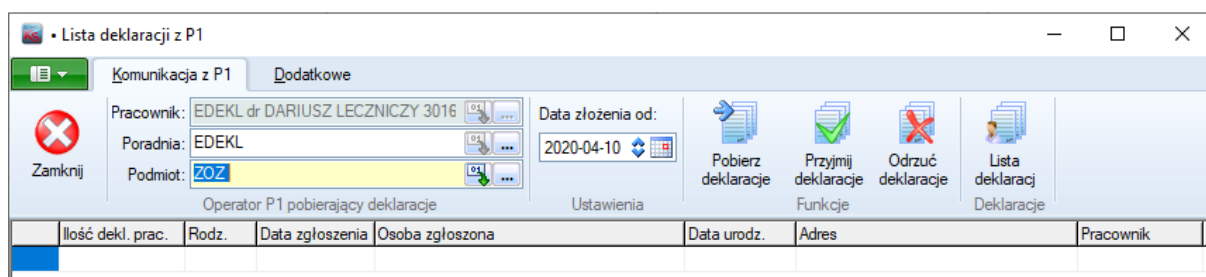 • Lista deklaracji z P1
Komunikacja z P1 Dodatkowe
Zamknij
Pracownik: EDEKL dr DARIUSZ LECZNICZY 3016 ...
Poradnia: EDEKL ...
Podmiot: ZOZ ...
Operator P1 pobierający deklaracje
Data złożenia od:
2020-04-10
Ustawienia
Pobierz deklaracje
Przyjmij deklaracje
Odrzuć deklaracje
Funkcje
Lista deklaracj
Deklaracje
Ilość dekl. prac. Rodz. Data zgłoszenia Osoba zgłoszona Data urodz. Adres Pracownik